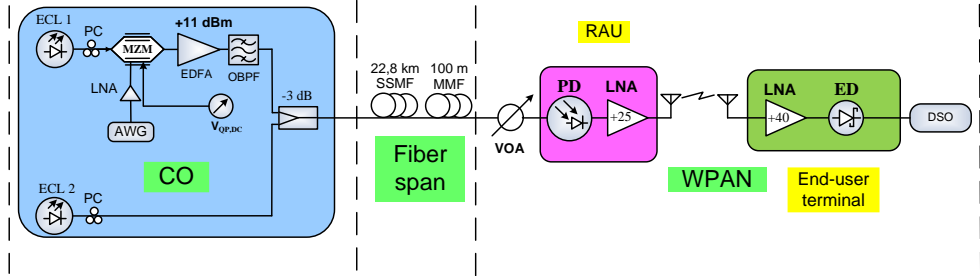 ECL 1
PC
MZM
+11 dBm
EDFA
OBPF
LNA
AWG
VQP,DC
-3 dB
CO
ECL 2
PC
22,8 km
SSMF
100 m
MMF
Fiber
span
VOA
RAU
PD
LNA
+25
WPAN
LNA
+40
ED
End-user
terminal
DSO